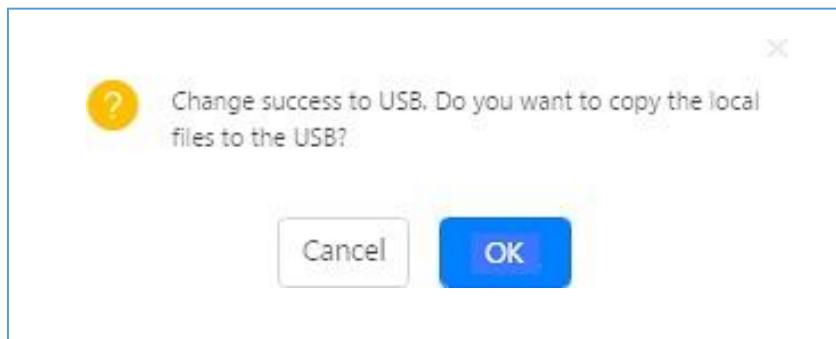 Change success to USB. Do you want to copy the local
files to the USB?
Cancel
OK